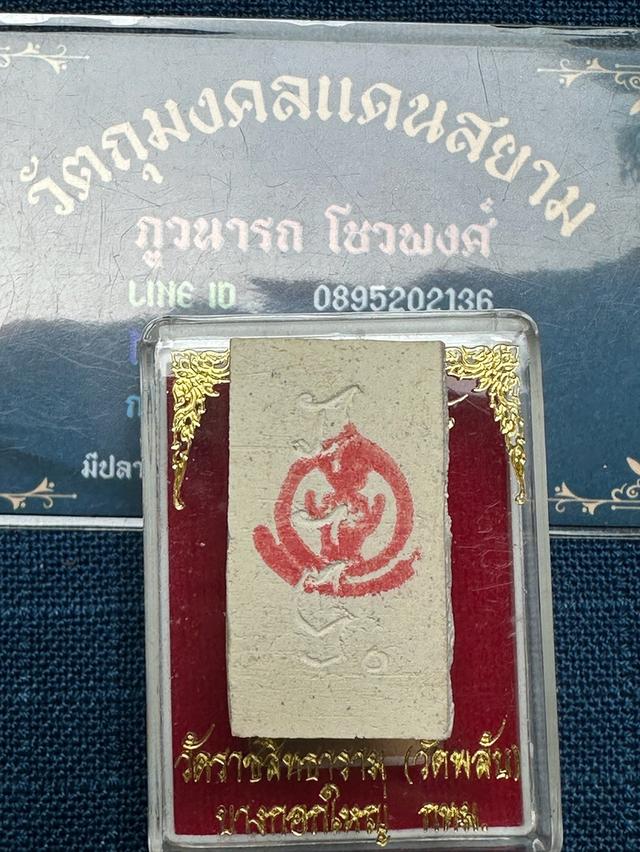 วัตถุมงคลแดนสยาม
ภูวนารถ โชวพงศ์
LINE ID 0895202136
วัดราชสิทธาราม (วัดพลับ)
บางกอกใหญ่ กทม.